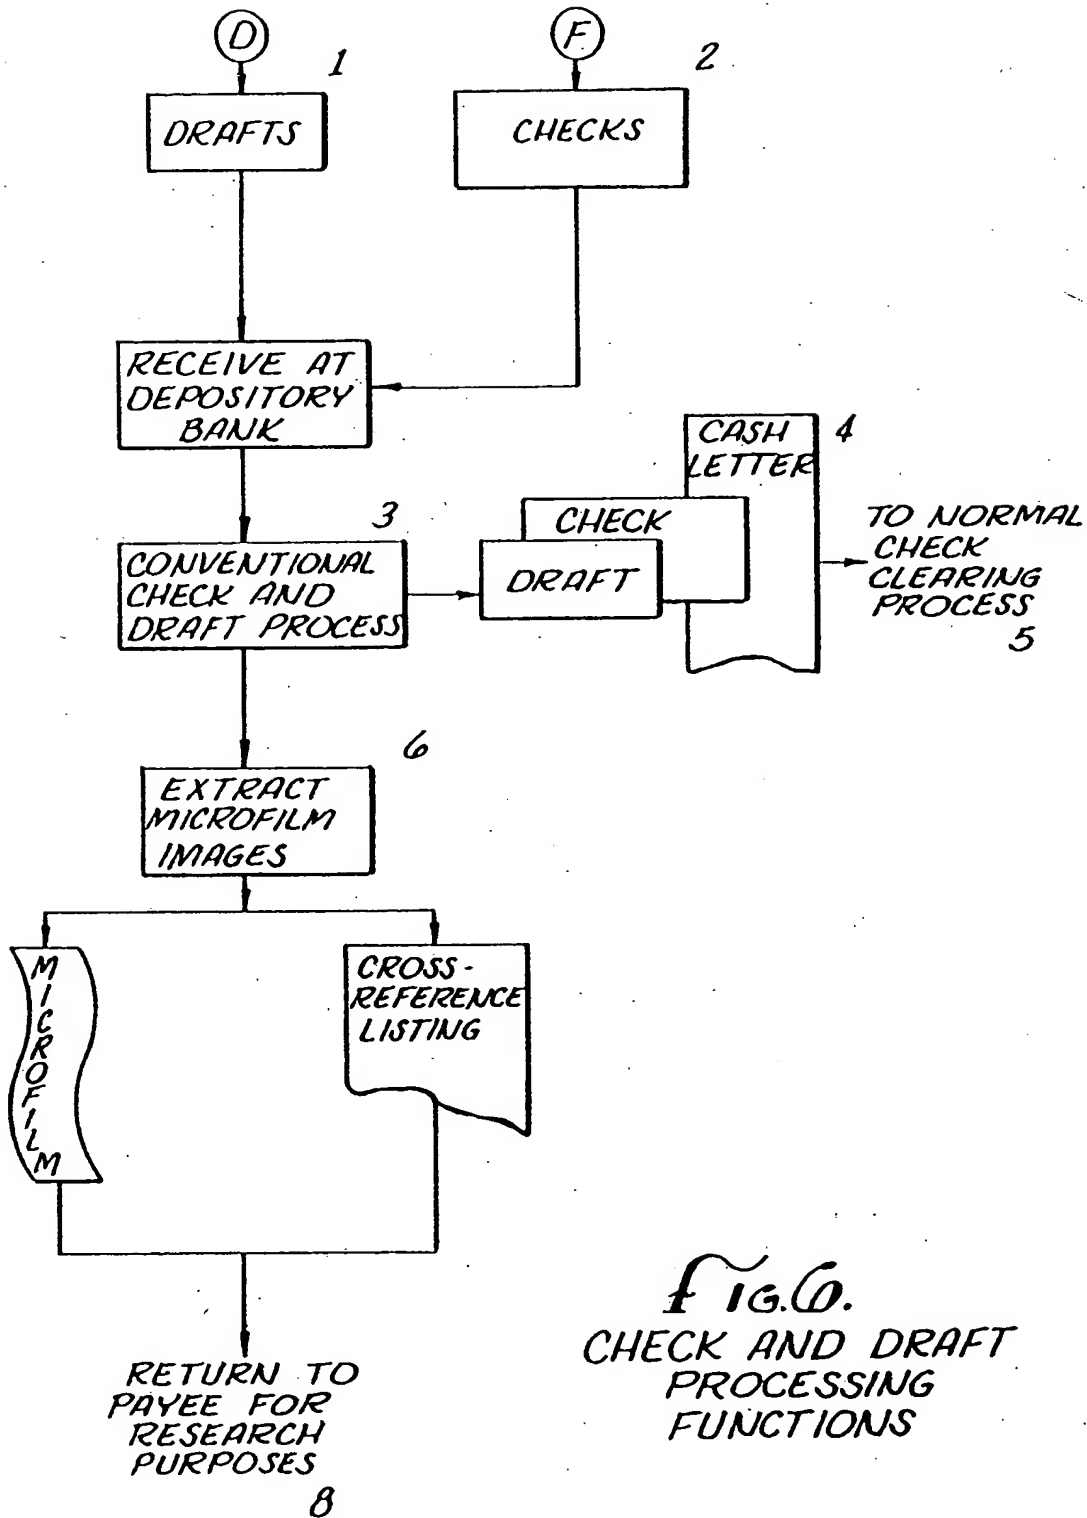 D
F
1
2
DRAFTS
CHECKS
RECEIVE AT
DEPOSITORY
BANK
3
CONVENTIONAL
CHECK AND
DRAFT PROCESS
CASH
LETTER
4
CHECK
DRAFT
TO NORMAL
CHECK
CLEARING
PROCESS
5
6
EXTRACT
MICROFILM
IMAGES
MICROFILM
CROSS-
REFERENCE
LISTING
RETURN TO
PAYEE FOR
RESEARCH
PURPOSES
8
Fig.6.
CHECK AND DRAFT
PROCESSING
FUNCTIONS